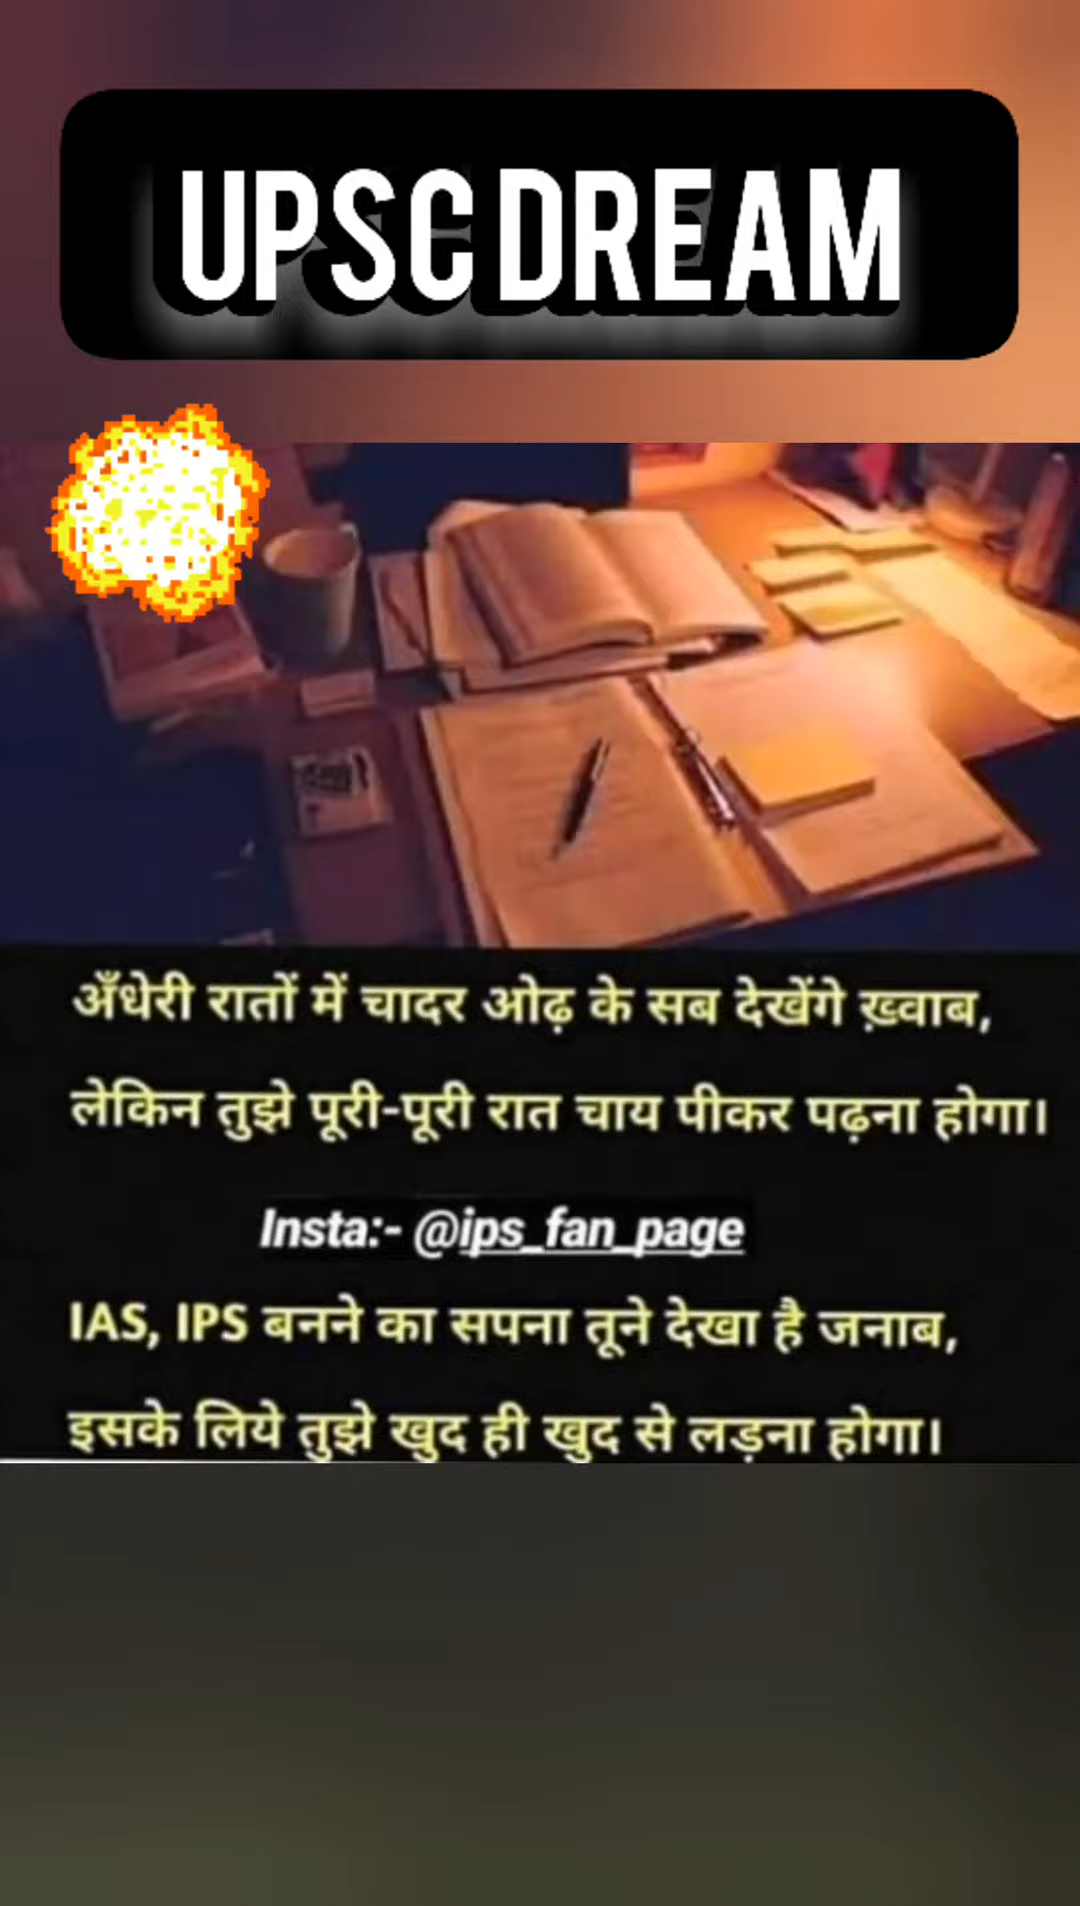 UPSC DREAM
अँधेरी रातों में चादर ओढ़ के सब देखेंगे ख़्वाब,
लेकिन तुझे पूरी-पूरी रात चाय पीकर पढ़ना होगा।
Insta:- @ips_fan_page
IAS, IPS बनने का सपना तूने देखा है जनाब,
इसके लिये तुझे खुद ही खुद से लड़ना होगा।